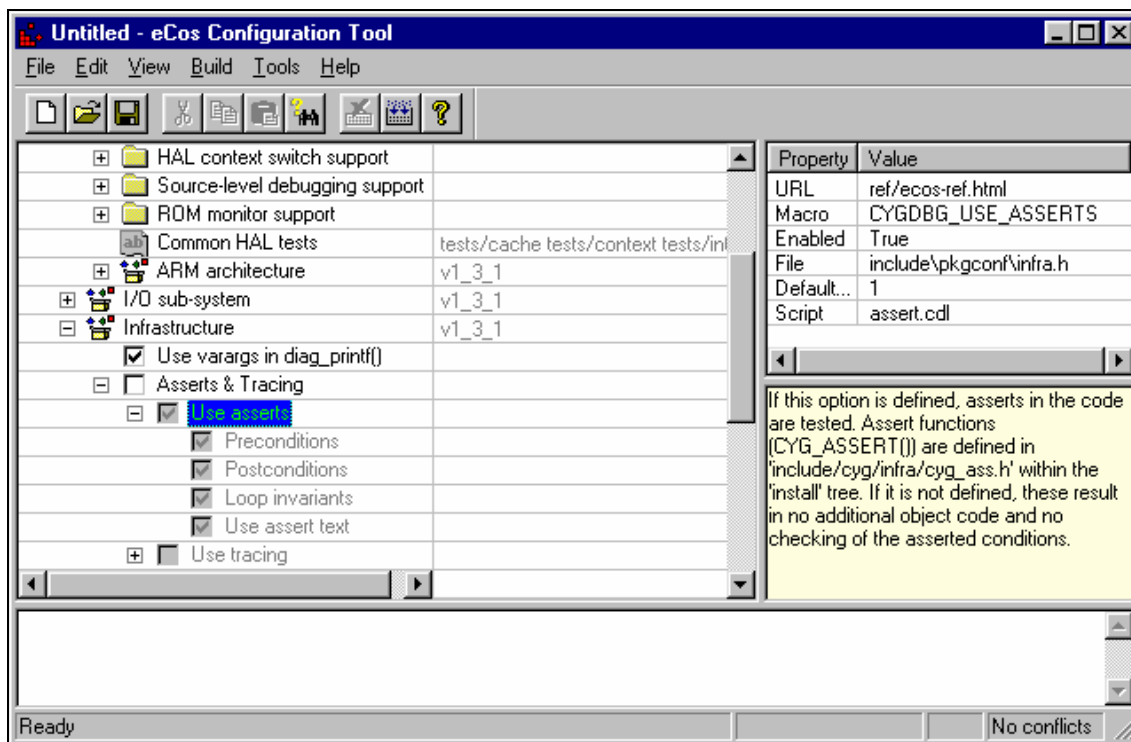 Untitled - eCos Configuration Tool
File Edit View Build Tools Help
HAL context switch support
Source-level debugging support
ROM monitor support
Common HAL tests tests/cache tests/context tests/int
ARM architecture v1_3_1
I/O sub-system v1_3_1
Infrastructure v1_3_1
Use varargs in diag_printf()
Asserts & Tracing
Use asserts
Preconditions
Postconditions
Loop invariants
Use assert text
Use tracing
Property Value
URL ref/ecos-ref.html
Macro CYGDBG_USE_ASSERTS
Enabled True
File include\pkgconf\infra.h
Default... 1
Script assert.cdl
If this option is defined, asserts in the code
are tested. Assert functions
(CYG_ASSERT()) are defined in
'include/cyg/infra/cyg_ass.h' within the
'install' tree. If it is not defined, these result
in no additional object code and no
checking of the asserted conditions.
Ready No conflicts